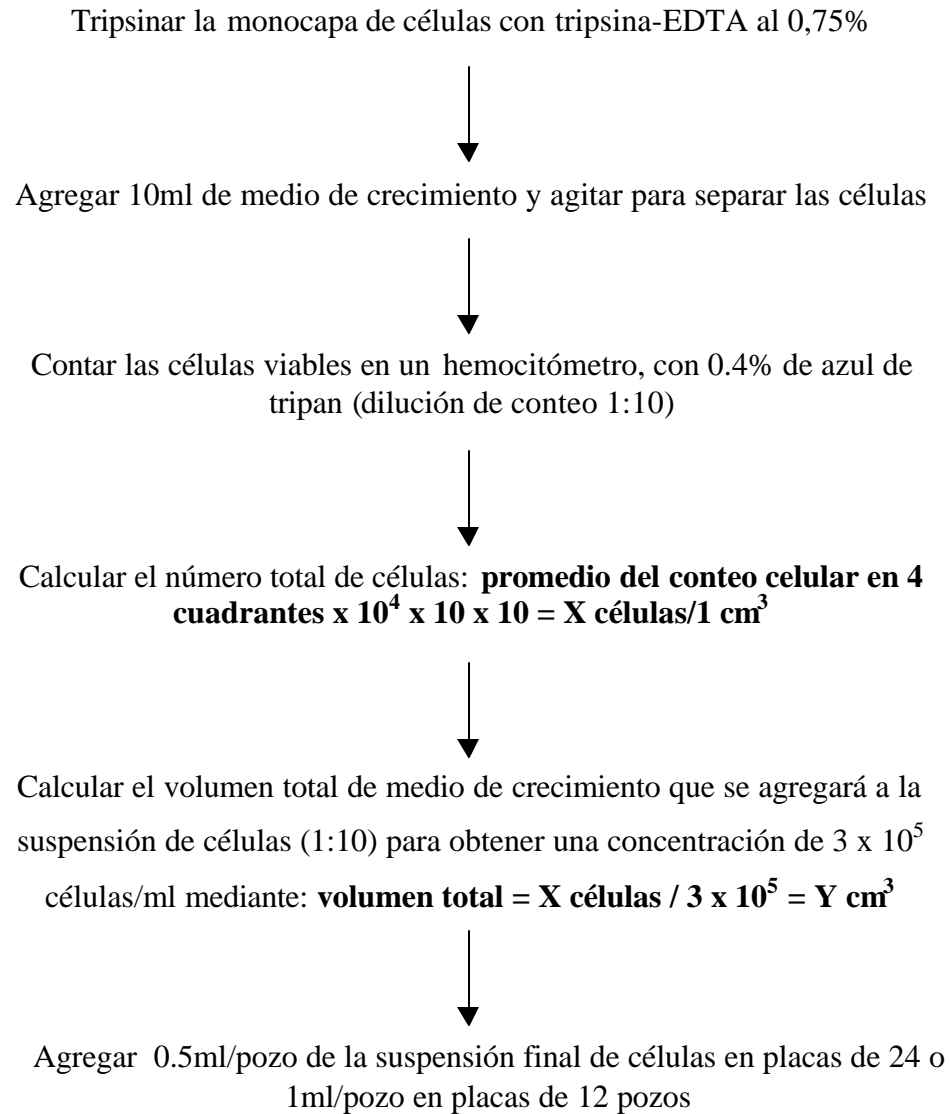 Tripsinar la monocapa de células con tripsina-EDTA al 0,75%
Agregar 10ml de medio de crecimiento y agitar para separar las células
Contar las células viables en un hemocitómetro, con 0.4% de azul de
tripan (dilución de conteo 1:10)
Calcular el número total de células: promedio del conteo celular en 4
cuadrantes x 10⁴ x 10 x 10 = X células/1 cm³
Calcular el volumen total de medio de crecimiento que se agregará a la
suspensión de células (1:10) para obtener una concentración de 3 x 10⁵
células/ml mediante: volumen total = X células / 3 x 10⁵ = Y cm³
Agregar 0.5ml/pozo de la suspensión final de células en placas de 24 o
1ml/pozo en placas de 12 pozos